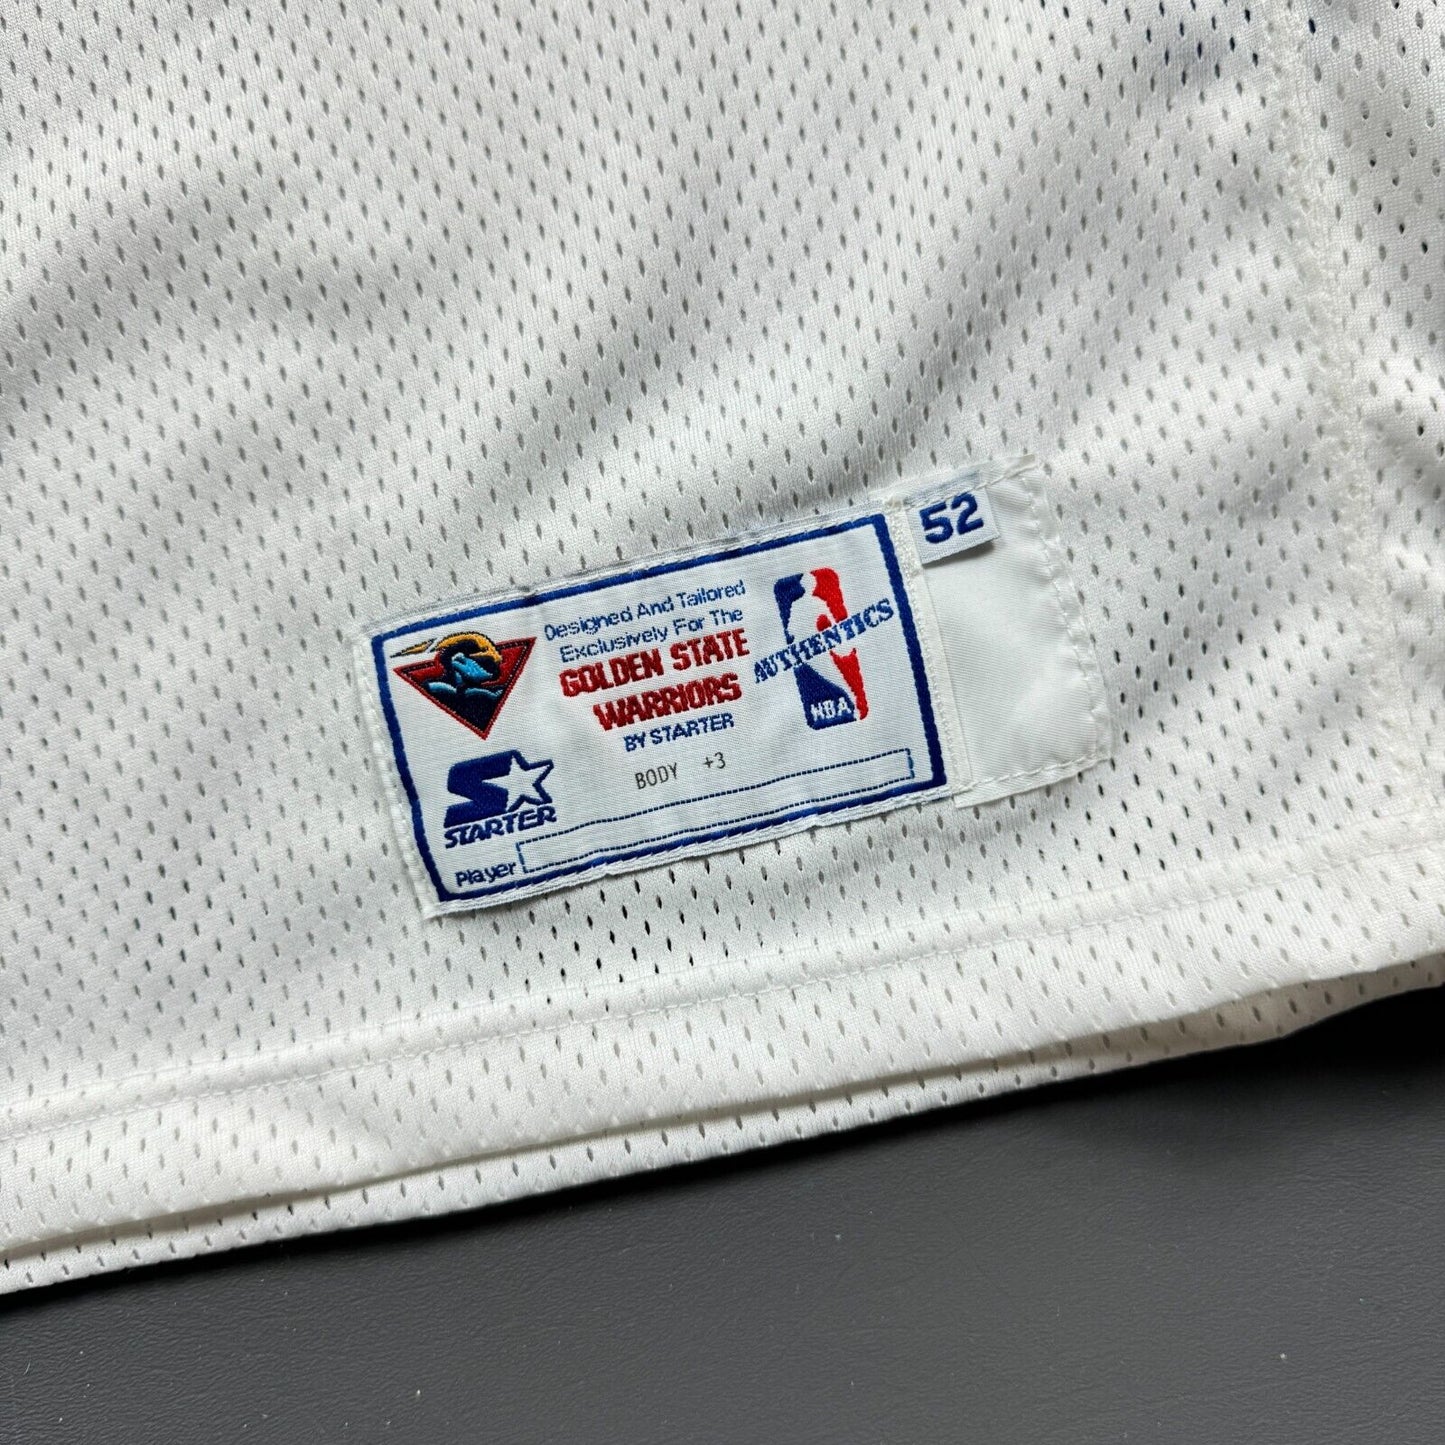 52
Designed And Tailored
Exclusively For The
GOLDEN STATE
WARRIORS
BY STARTER
BODY +3
AUTHENTICS
NBA
STARTER
Player